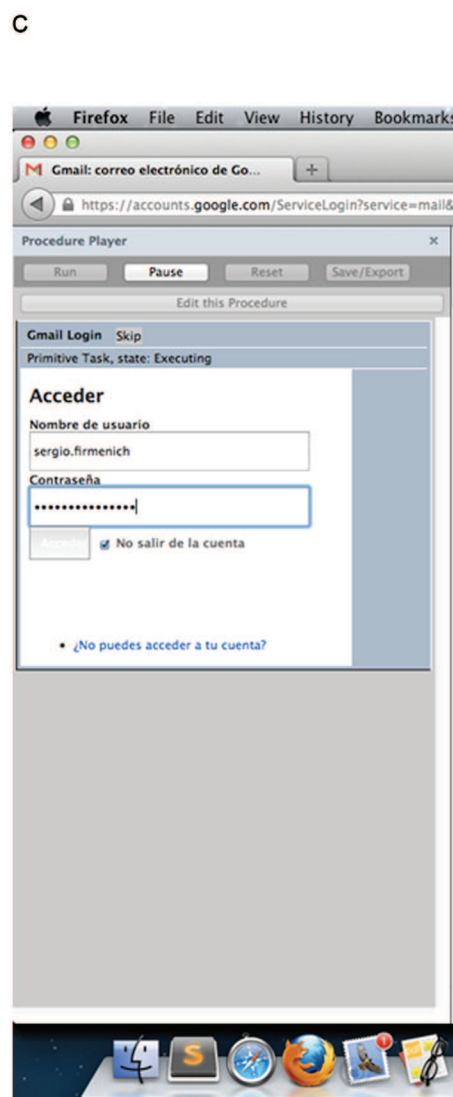 C
Firefox File Edit View History Bookmarks
Gmail: correo electrónico de Go...
https://accounts.google.com/ServiceLogin?service=mail&
Procedure Player
Run Pause Reset Save/Export
Edit this Procedure
Gmail Login Skip
Primitive Task, state: Executing
Acceder
Nombre de usuario
sergio.firmenich
Contraseña
Acceder No salir de la cuenta
¿No puedes acceder a tu cuenta?
S